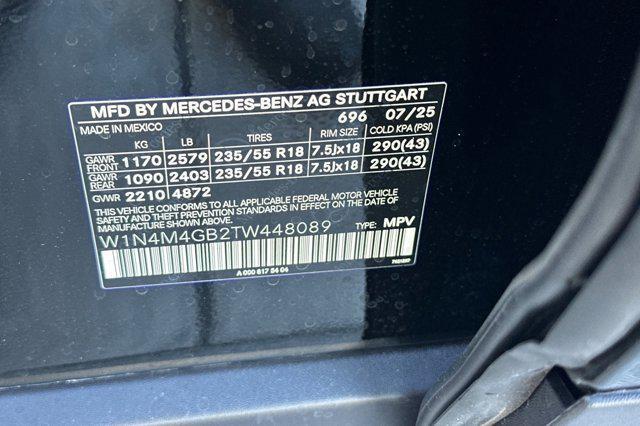 MFD BY MERCEDES-BENZ AG STUTTGART
MADE IN MEXICO 696 07/25
KG LB TIRES RIM SIZE COLD KPA (PSI)
GAWR FRONT 1170 2579 235/55 R18 7.5Jx18 290(43)
GAWR REAR 1090 2403 235/55 R18 7.5Jx18 290(43)
GVWR 2210 4872
THIS VEHICLE CONFORMS TO ALL APPLICABLE FEDERAL MOTOR VEHICLE
SAFETY AND THEFT PREVENTION STANDARDS IN EFFECT ON THE DATE OF
MANUFACTURE SHOWN ABOVE.
W1N4M4GB2TW448089 TYPE: MPV
A 000 817 54 04